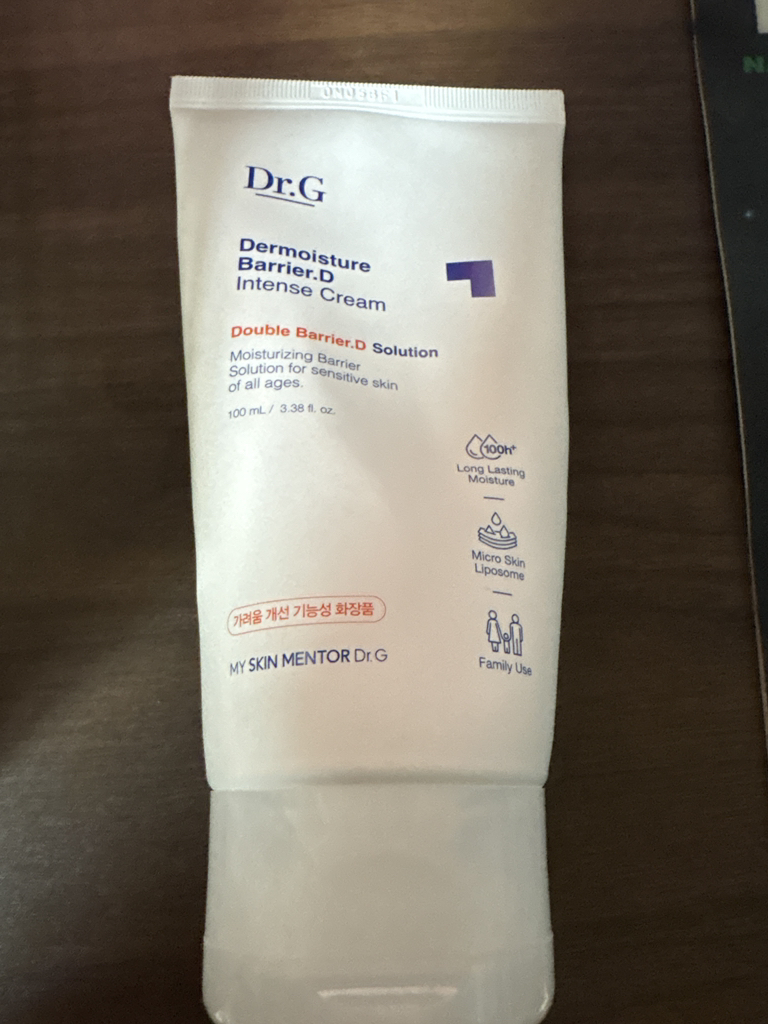 Dr.G
Dermoisture
Barrier.D
Intense Cream
Double Barrier.D Solution
Moisturizing Barrier
Solution for sensitive skin
of all ages.
100 mL / 3.38 fl. oz.
100h+
Long Lasting
Moisture
Micro Skin
Liposome
Family Use
가려움 개선 기능성 화장품
MY SKIN MENTOR Dr.G